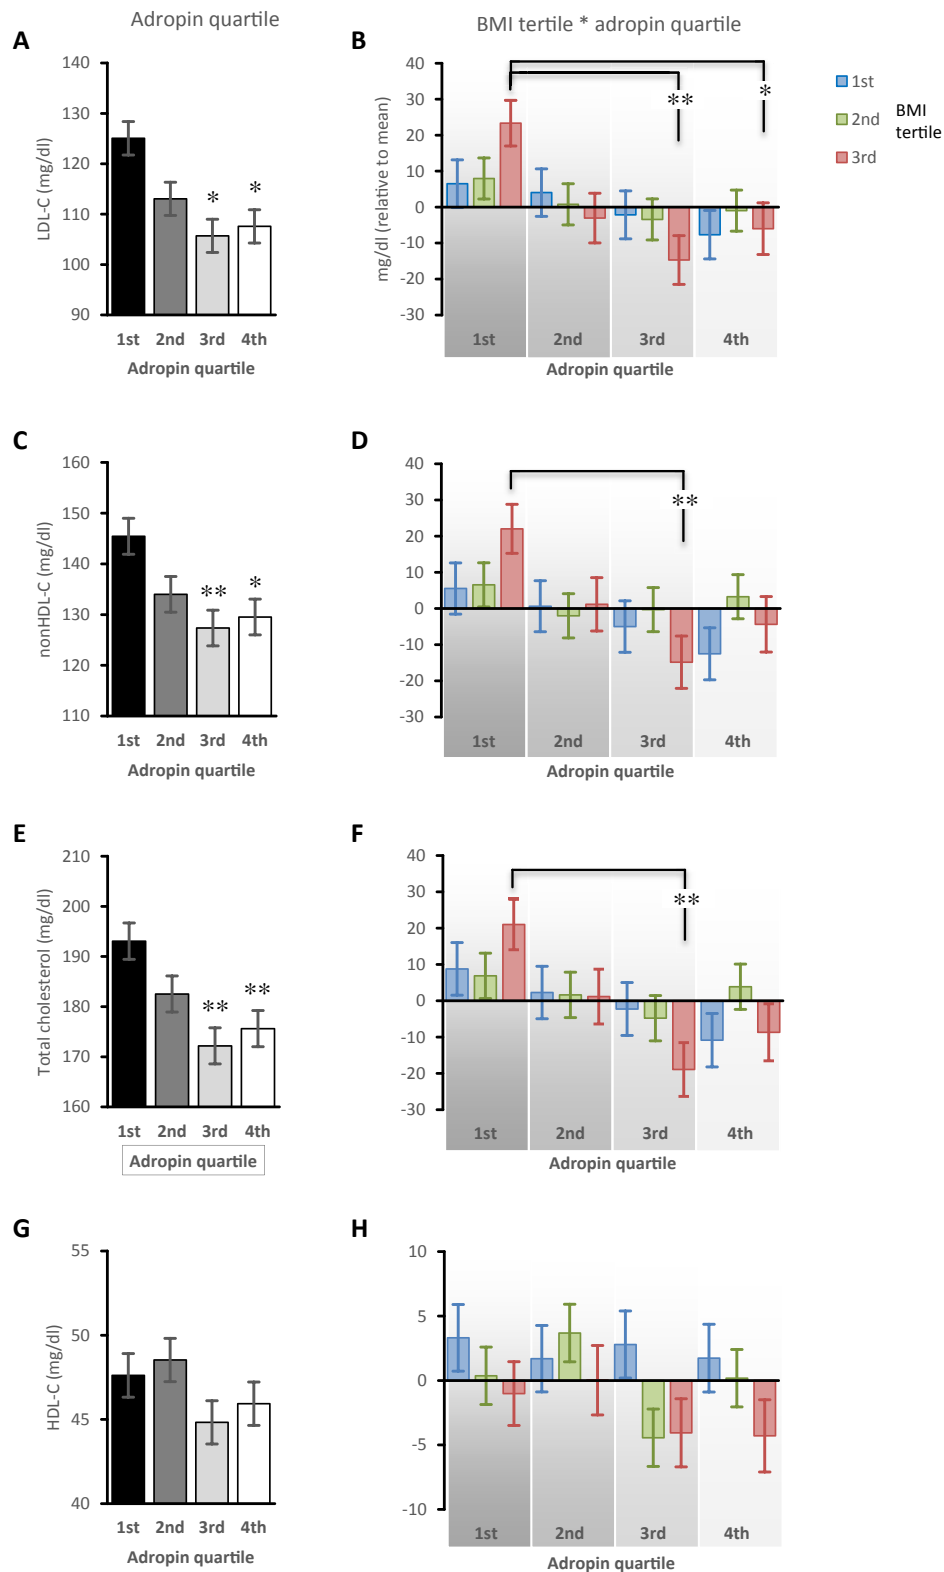 Adropin quartile
BMI tertile * adropin quartile
A
LDL-C (mg/dl)
140
130
120
110
100
90
*
*
1st 2nd 3rd 4th
Adropin quartile
B
mg/dl (relative to mean)
40
30
20
10
0
-10
-20
-30
**
*
1st 2nd 3rd 4th
Adropin quartile
1st
2nd
3rd
BMI
tertile
C
nonHDL-C (mg/dl)
160
150
140
130
120
110
**
*
1st 2nd 3rd 4th
Adropin quartile
D
40
30
20
10
0
-10
-20
-30
**
1st 2nd 3rd 4th
Adropin quartile
E
Total cholesterol (mg/dl)
210
200
190
180
170
160
**
**
1st 2nd 3rd 4th
Adropin quartile
F
40
30
20
10
0
-10
-20
-30
**
1st 2nd 3rd 4th
Adropin quartile
G
HDL-C (mg/dl)
55
50
45
40
1st 2nd 3rd 4th
Adropin quartile
H
10
5
0
-5
-10
1st 2nd 3rd 4th
Adropin quartile